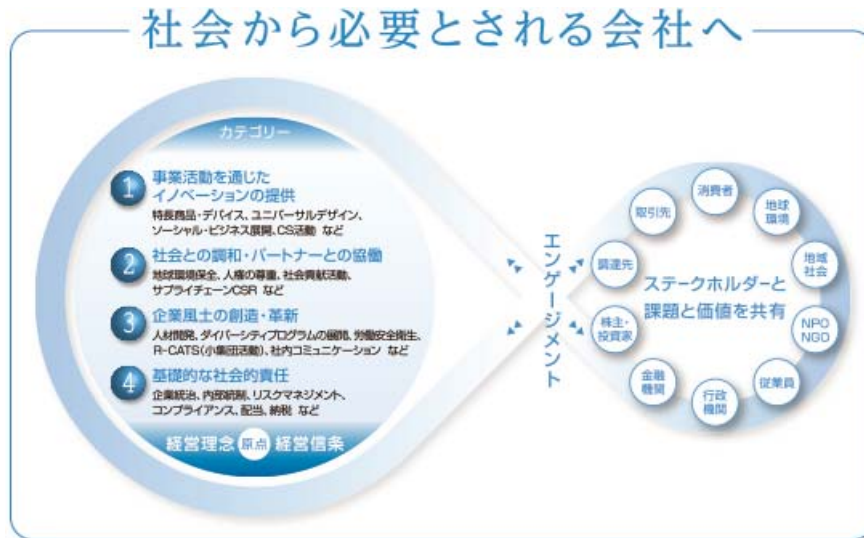 社会から必要とされる会社へ
カテゴリー
1 事業活動を通じた
イノベーションの提供
特長商品・デバイス、ユニバーサルデザイン、
ソーシャル・ビジネス展開、CS活動 など
2 社会との調和・パートナーとの協働
地球環境保全、人権の尊重、社会貢献活動、
サプライチェーンCSR など
3 企業風土の創造・革新
人材開発、ダイバーシティプログラムの展開、労働安全衛生、
R-CATS(小集団活動)、社内コミュニケーション など
4 基礎的な社会的責任
企業統治、内部統制、リスクマネジメント、
コンプライアンス、配当、納税 など
経営理念 原点 経営信条
エンゲージメント
ステークホルダーと
課題と価値を共有
消費者
地球
環境
地域
社会
NPO
NGO
従業員
行政
機関
金融
機関
株主・
投資家
調達先
取引先